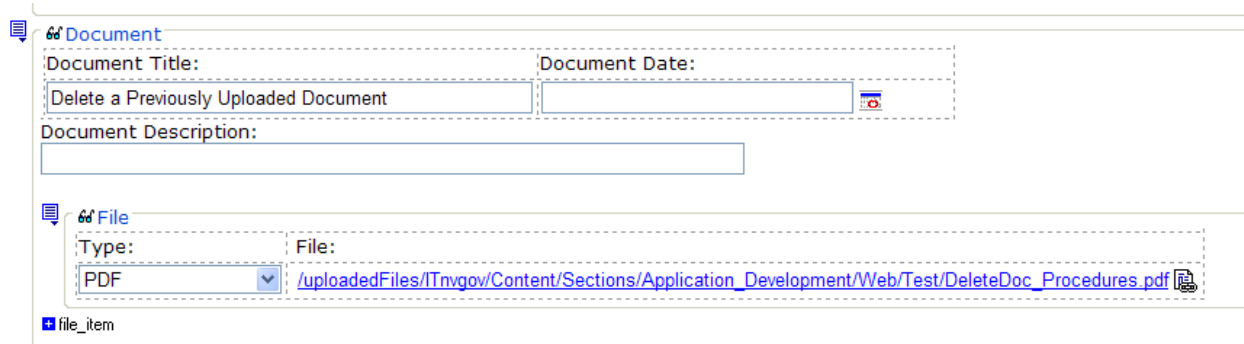 Document
Document Title: Document Date:
Delete a Previously Uploaded Document
Document Description:
File
Type: File:
PDF /uploadedFiles/ITnvgov/Content/Sections/Application_Development/Web/Test/DeleteDoc_Procedures.pdf
file_item